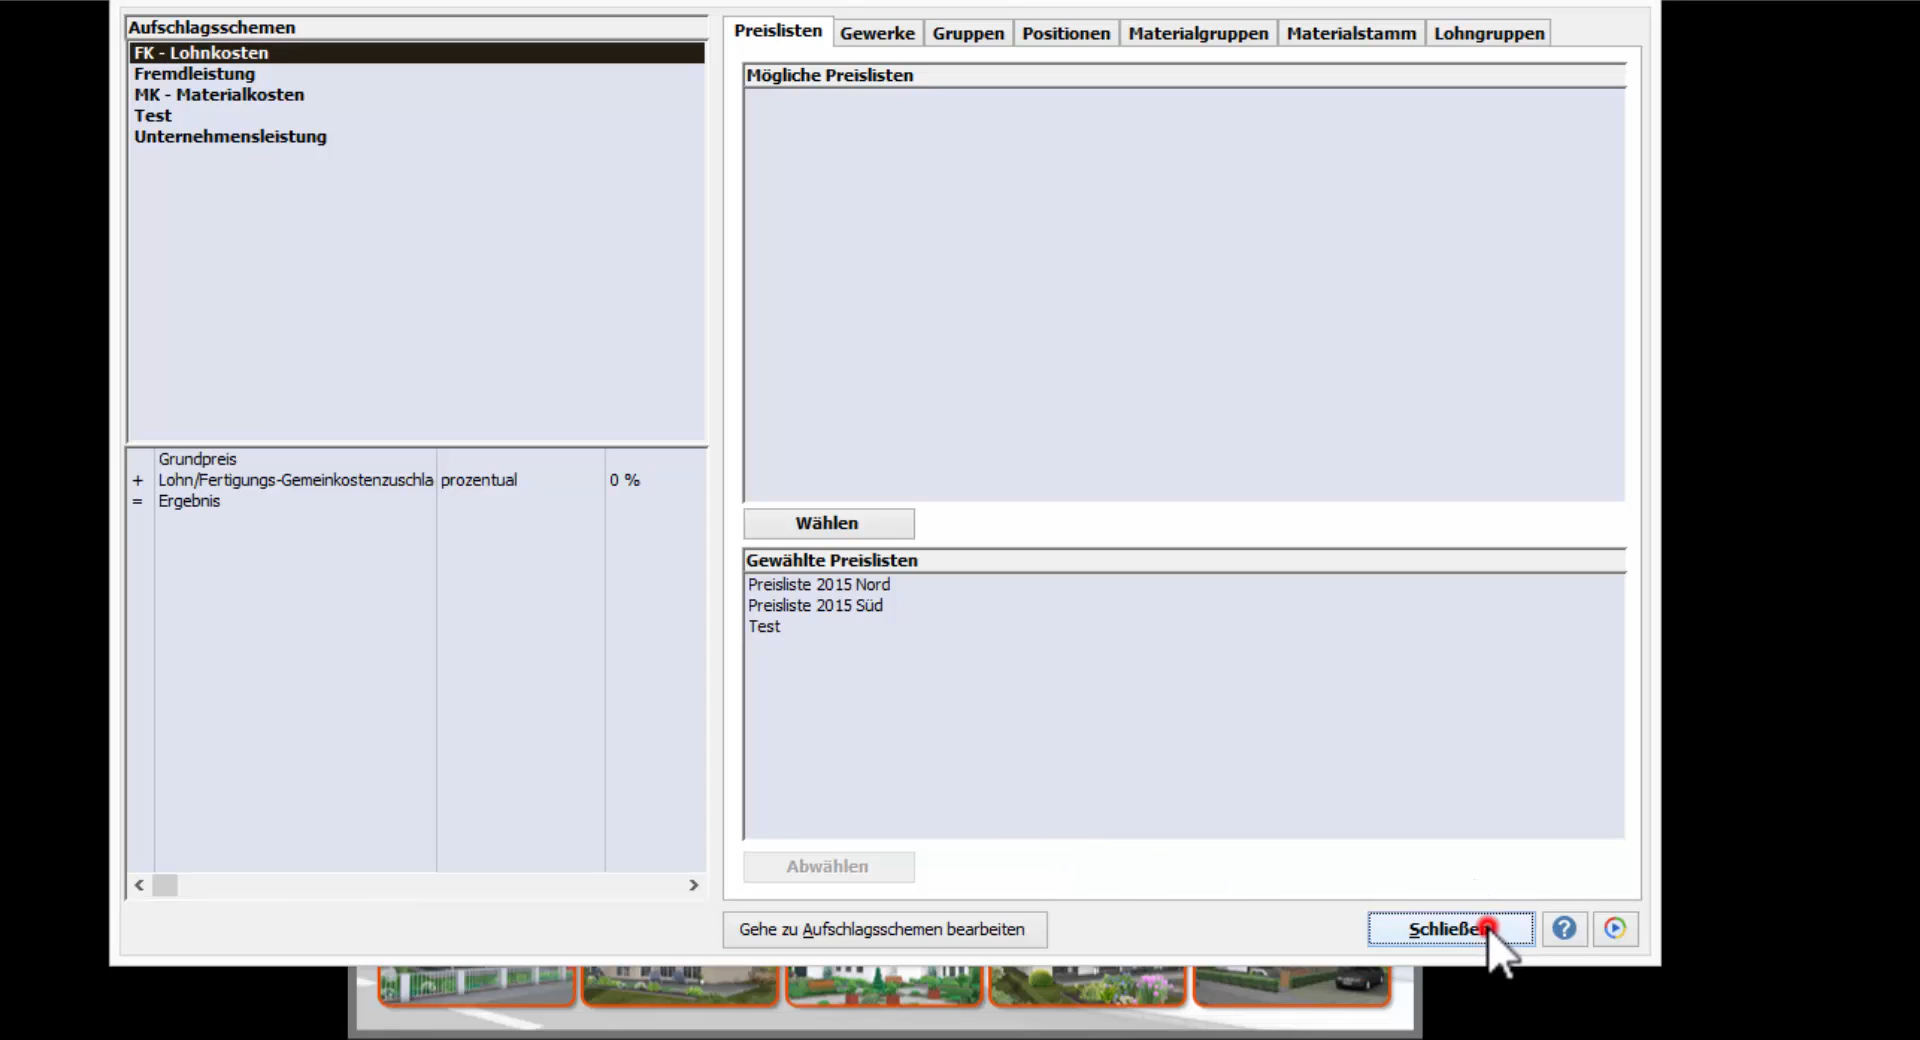 Aufschlagsschemen
FK - Lohnkosten
Fremdleistung
MK - Materialkosten
Test
Unternehmensleistung
Grundpreis
+ Lohn/Fertigungs-Gemeinkostenzuschla prozentual 0 %
= Ergebnis
Preislisten Gewerke Gruppen Positionen Materialgruppen Materialstamm Lohngruppen
Mögliche Preislisten
Wählen
Gewählte Preislisten
Preisliste 2015 Nord
Preisliste 2015 Süd
Test
Abwählen
Gehe zu Aufschlagsschemen bearbeiten
Schließen